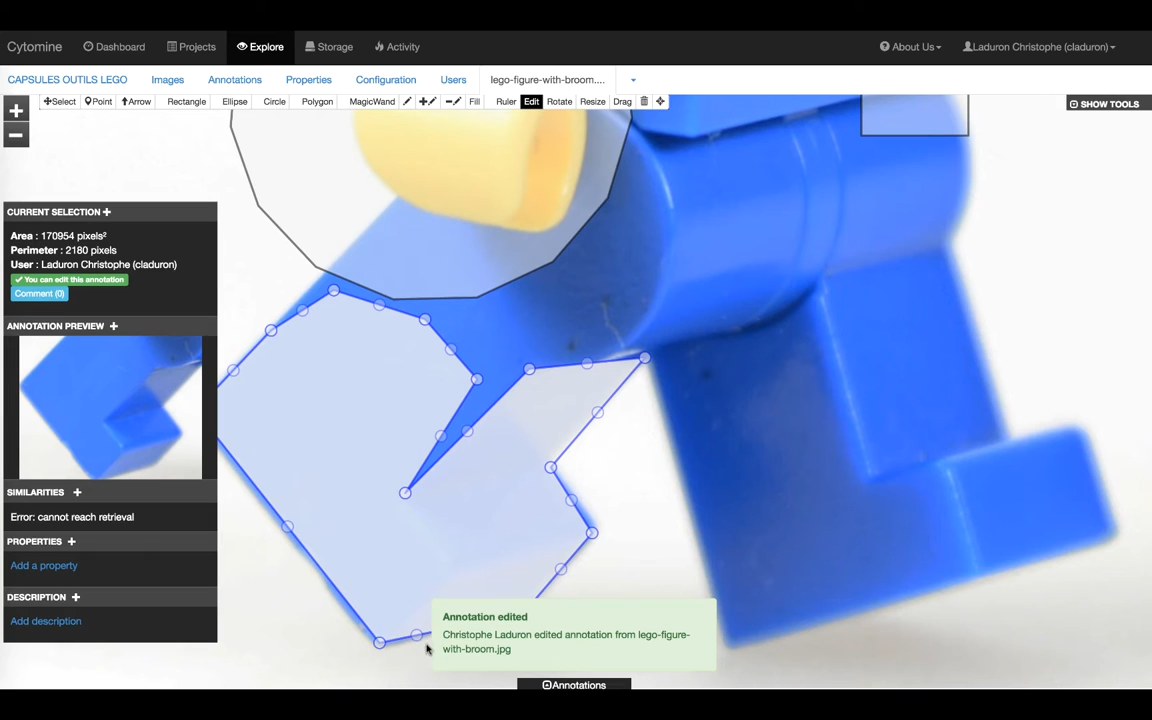 Cytomine Dashboard Projects Explore Storage Activity About Us Laduron Christophe (claduron)
CAPSULES OUTILS LEGO Images Annotations Properties Configuration Users lego-figure-with-broom....
Select Point Arrow Rectangle Ellipse Circle Polygon MagicWand Fill Ruler Edit Rotate Resize Drag SHOW TOOLS
CURRENT SELECTION
Area : 170954 pixels²
Perimeter : 2180 pixels
User : Laduron Christophe (claduron)
You can edit this annotation
Comment (0)
ANNOTATION PREVIEW
SIMILARITIES
Error: cannot reach retrieval
PROPERTIES
Add a property
DESCRIPTION
Add description
Annotation edited
Christophe Laduron edited annotation from lego-figure-
with-broom.jpg
Annotations